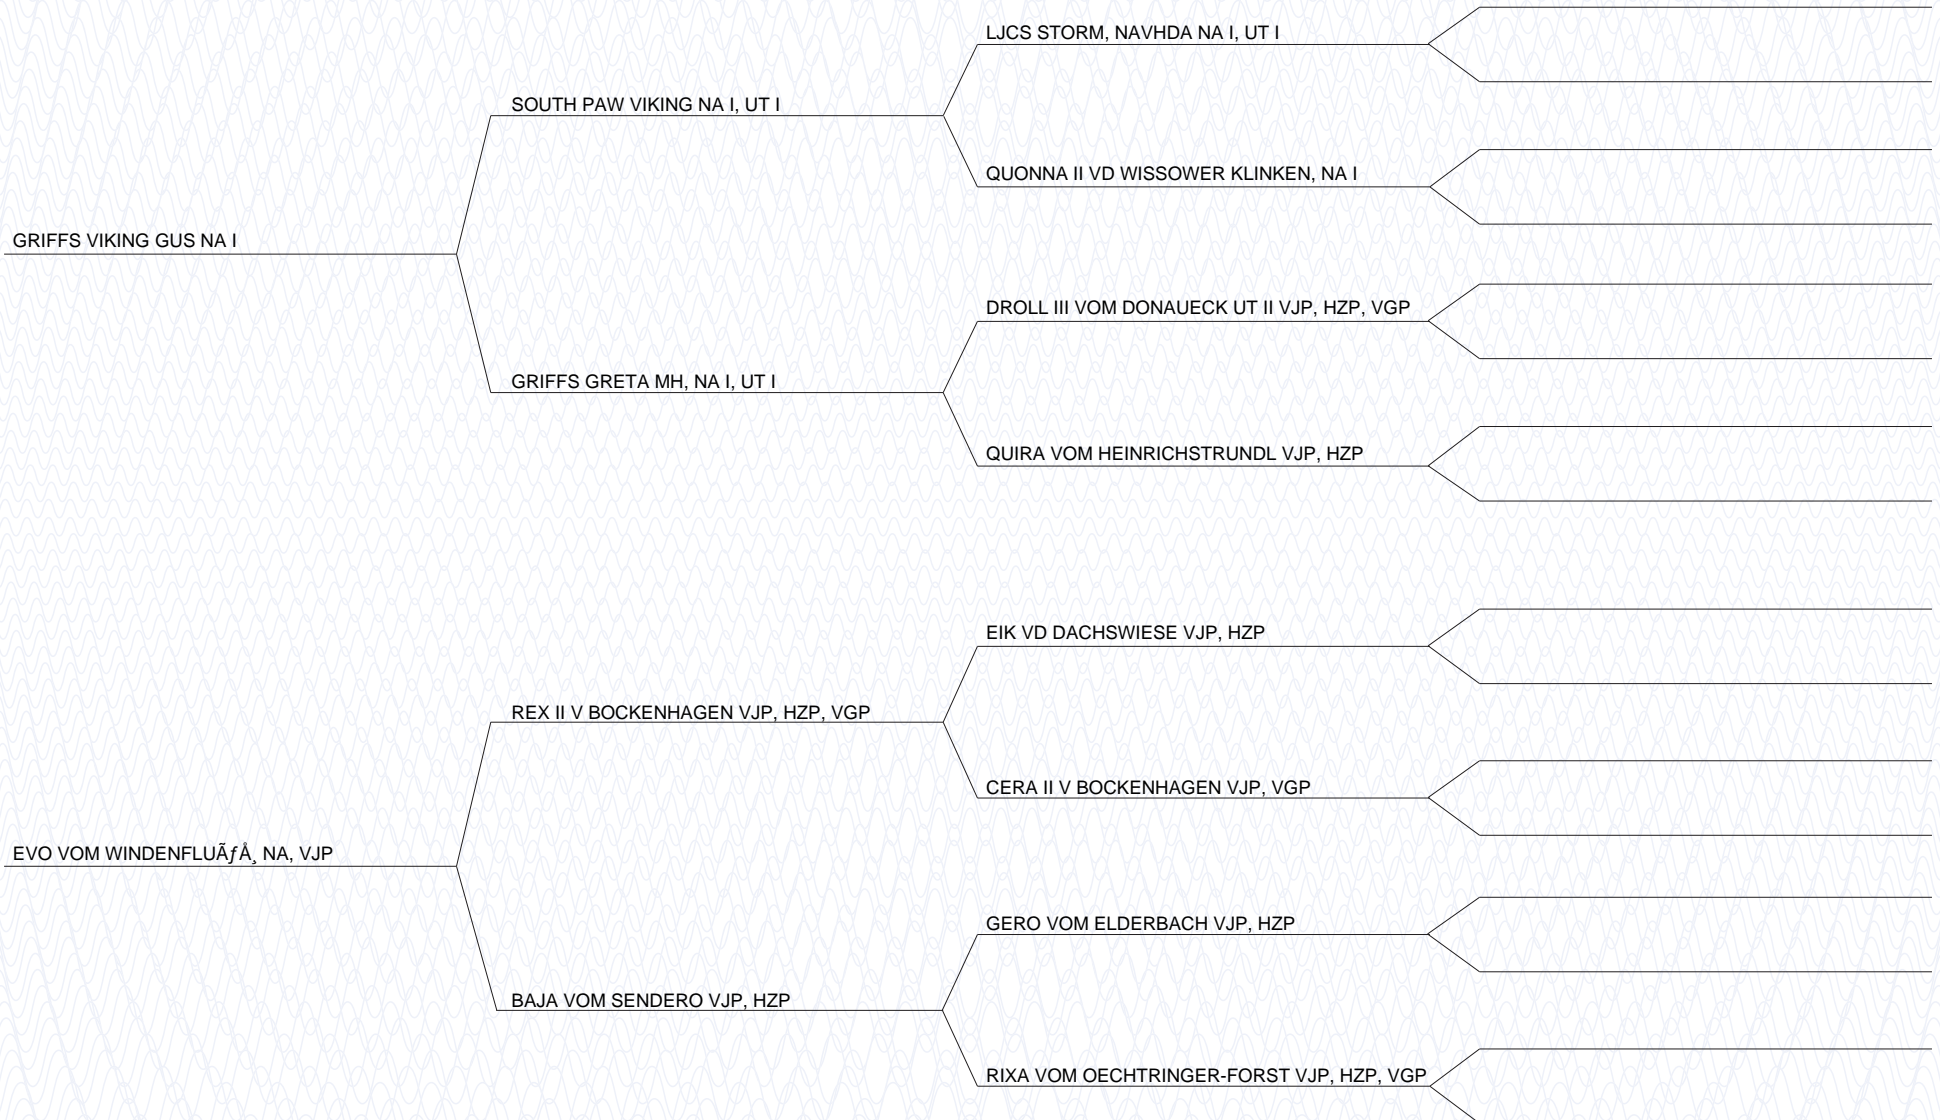 LJCS STORM, NAVHDA NA I, UT I
SOUTH PAW VIKING NA I, UT I
QUONNA II VD WISSOWER KLINKEN, NA I
GRIFFS VIKING GUS NA I
DROLL III VOM DONAUECK UT II VJP, HZP, VGP
GRIFFS GRETA MH, NA I, UT I
QUIRA VOM HEINRICHSTRUNDL VJP, HZP
EIK VD DACHSWIESE VJP, HZP
REX II V BOCKENHAGEN VJP, HZP, VGP
CERA II V BOCKENHAGEN VJP, VGP
EVO VOM WINDENFLUÃƒÅ¸ NA, VJP
GERO VOM ELDERBACH VJP, HZP
BAJA VOM SENDERO VJP, HZP
RIXA VOM OECHTRINGER-FORST VJP, HZP, VGP